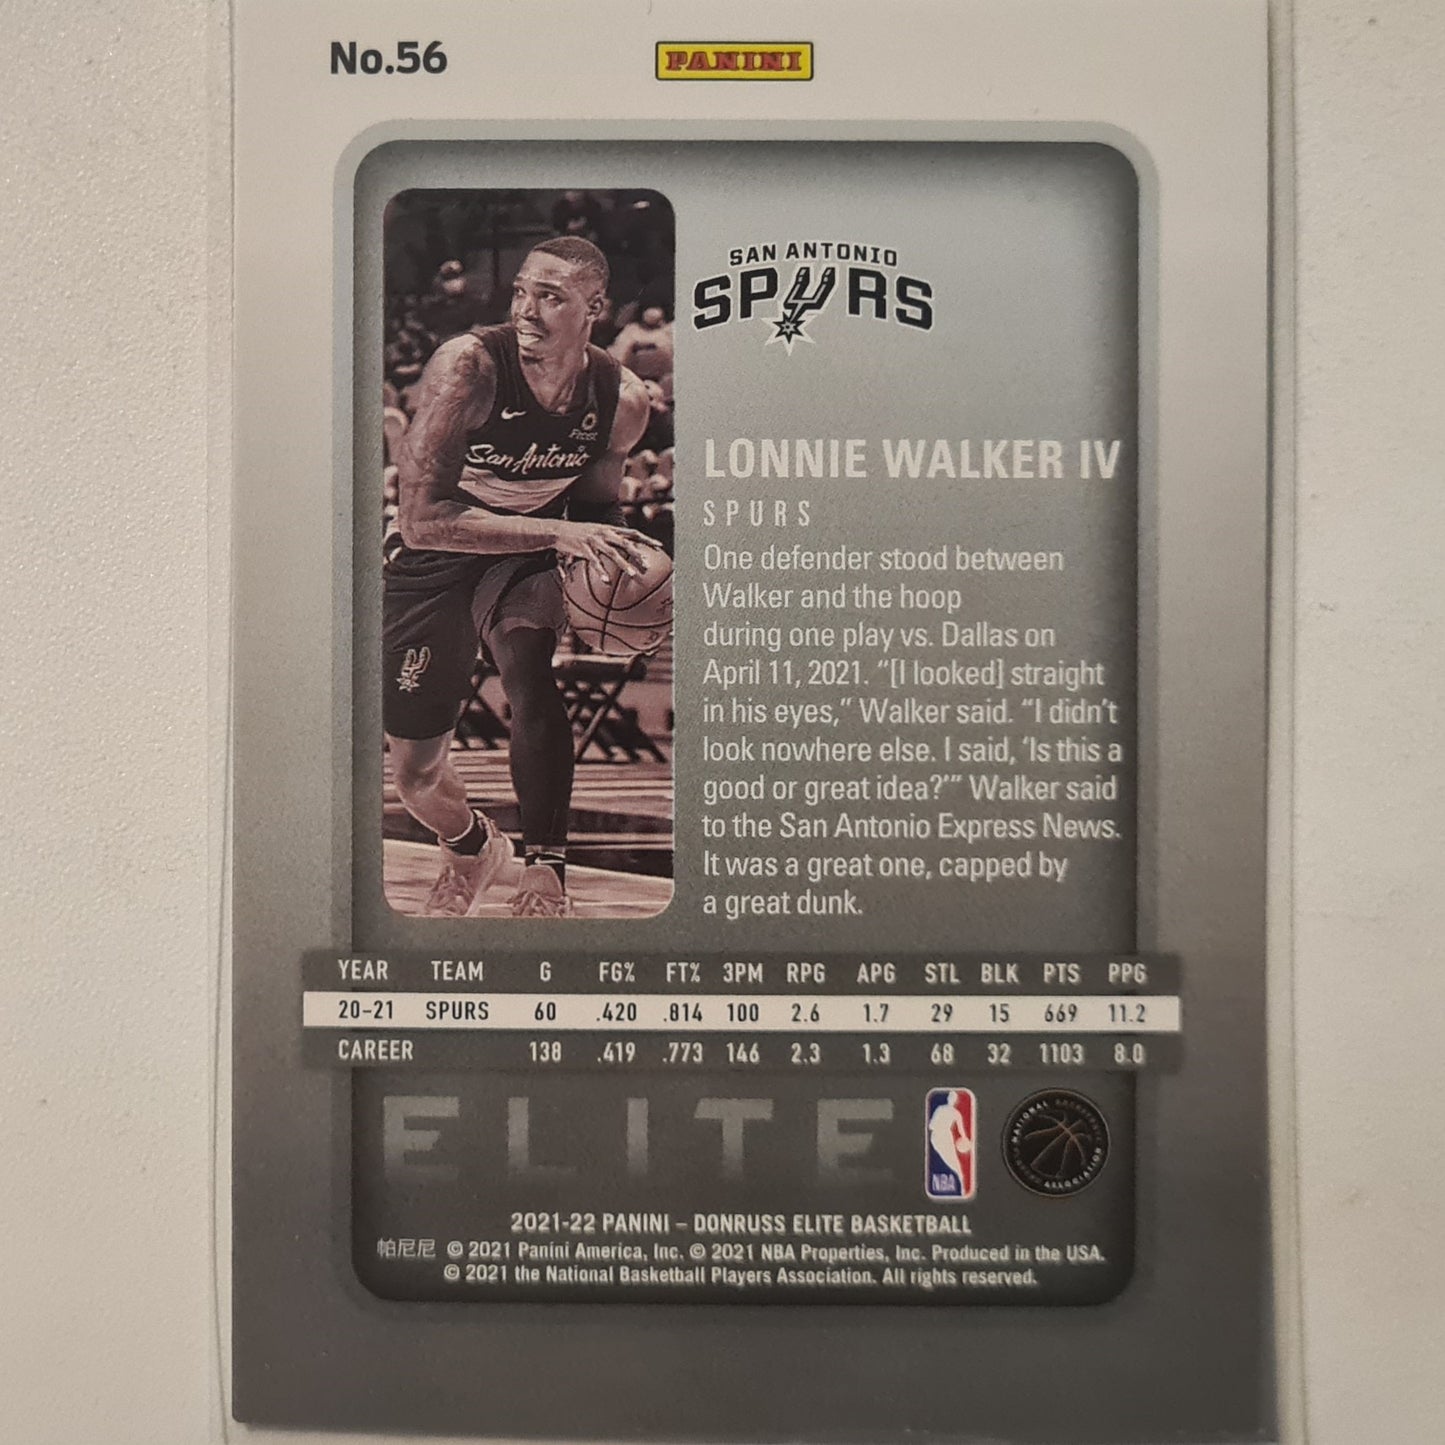 No.56
PANINI
SAN ANTONIO
SPURS
San Antonio
LONNIE WALKER IV
SPURS
One defender stood between
Walker and the hoop
during one play vs. Dallas on
April 11, 2021. “[I looked] straight
in his eyes,” Walker said. “I didn’t
look nowhere else. I said, ‘Is this a
good or great idea?’” Walker said
to the San Antonio Express News.
It was a great one, capped by
a great dunk.
YEAR TEAM G FG% FT% 3PM RPG APG STL BLK PTS PPG
20–21 SPURS 60 .420 .814 100 2.6 1.7 29 15 669 11.2
CAREER 138 .419 .773 146 2.3 1.3 68 32 1103 8.0
ELITE
NBA
NATIONAL BASKETBALL
PLAYERS ASSOCIATION
2021-22 PANINI – DONRUSS ELITE BASKETBALL
帕尼尼 © 2021 Panini America, Inc. © 2021 NBA Properties, Inc. Produced in the USA.
© 2021 the National Basketball Players Association. All rights reserved.